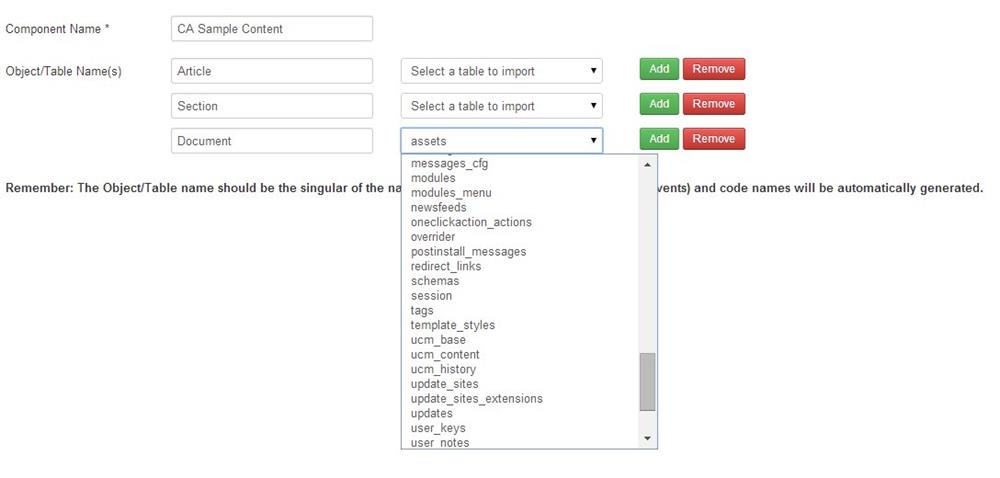 Component Name * CA Sample Content
Object/Table Name(s) Article Select a table to import Add Remove
Section Select a table to import Add Remove
Document assets Add Remove
messages_cfg
modules
modules_menu
Remember: The Object/Table name should be the singular of the na vents) and code names will be automatically generated.
newsfeeds
oneclickaction_actions
overrider
postinstall_messages
redirect_links
schemas
session
tags
template_styles
ucm_base
ucm_content
ucm_history
update_sites
update_sites_extensions
updates
user_keys
user_notes